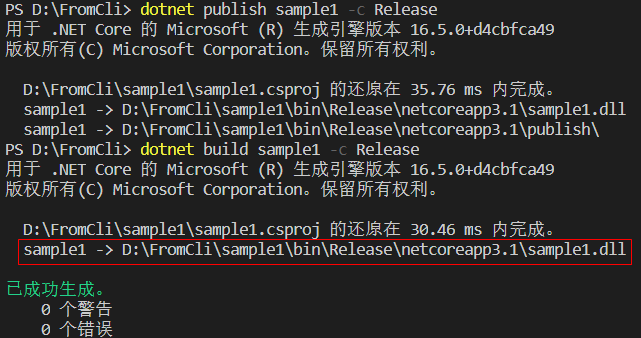 PS D:\FromCli> dotnet publish sample1 -c Release
用于 .NET Core 的 Microsoft (R) 生成引擎版本 16.5.0+d4cbfca49
版权所有(C) Microsoft Corporation。保留所有权利。
D:\FromCli\sample1\sample1.csproj 的还原在 35.76 ms 内完成。
sample1 -> D:\FromCli\sample1\bin\Release\netcoreapp3.1\sample1.dll
sample1 -> D:\FromCli\sample1\bin\Release\netcoreapp3.1\publish\
PS D:\FromCli> dotnet build sample1 -c Release
用于 .NET Core 的 Microsoft (R) 生成引擎版本 16.5.0+d4cbfca49
版权所有(C) Microsoft Corporation。保留所有权利。
D:\FromCli\sample1\sample1.csproj 的还原在 30.46 ms 内完成。
sample1 -> D:\FromCli\sample1\bin\Release\netcoreapp3.1\sample1.dll
已成功生成。
0 个警告
0 个错误